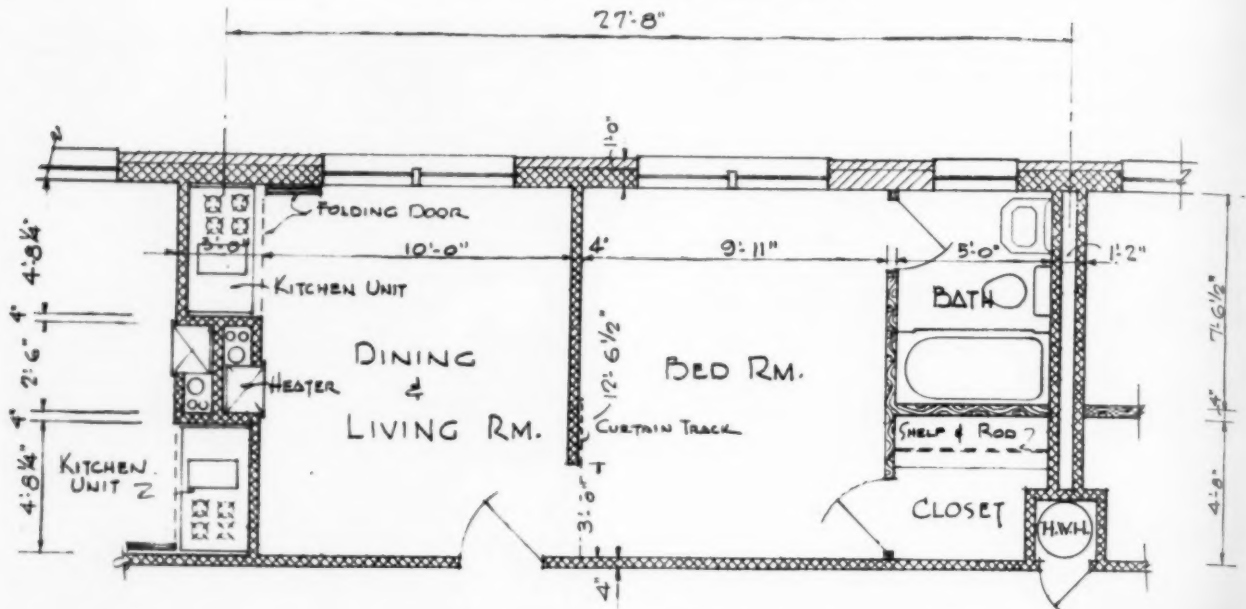 27'-8"
1'-0"
FOLDING DOOR
4'-8¼"
3'-0"
10'-0"
4"
9'-11"
5'-0"
1'-2"
KITCHEN UNIT
BATH
4"
7'-6½"
2'-6"
DINING
&
LIVING RM.
HEATER
12'-6½"
BED RM.
CURTAIN TRACK
4"
4"
SHELF & ROD
KITCHEN
UNIT
4'-8¼"
3'-0"
CLOSET
H.W.H.
4'-8"
4"